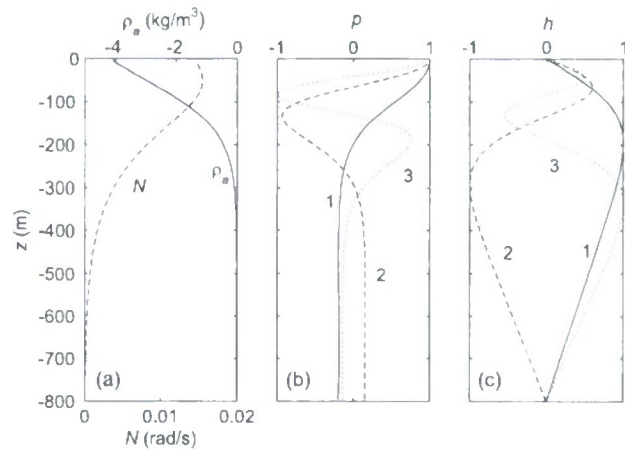 ρa (kg/m³) p h
-4 -2 0 -1 0 1 -1 0 1
0
-100
-200
-300
-400
-500
-600
-700
-800
z (m)
N ρa
1 3 2
3 2 1
(a) (b) (c)
0 0.01 0.02
N (rad/s)